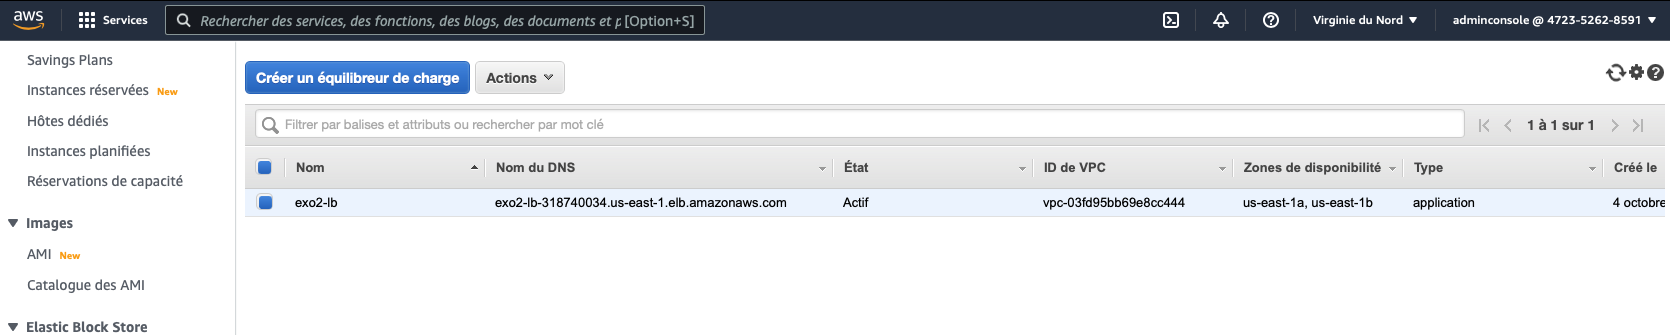 aws Services Rechercher des services, des fonctions, des blogs, des documents et p [Option+S] Virginie du Nord adminconsole @ 4723-5262-8591
Savings Plans
Instances réservées New
Hôtes dédiés
Instances planifiées
Réservations de capacité
Images
AMI New
Catalogue des AMI
Elastic Block Store
Créer un équilibreur de charge Actions
Filtrer par balises et attributs ou rechercher par mot clé 1 à 1 sur 1
Nom Nom du DNS État ID de VPC Zones de disponibilité Type Créé le
exo2-lb exo2-lb-318740034.us-east-1.elb.amazonaws.com Actif vpc-03fd95bb69e8cc444 us-east-1a, us-east-1b application 4 octobre